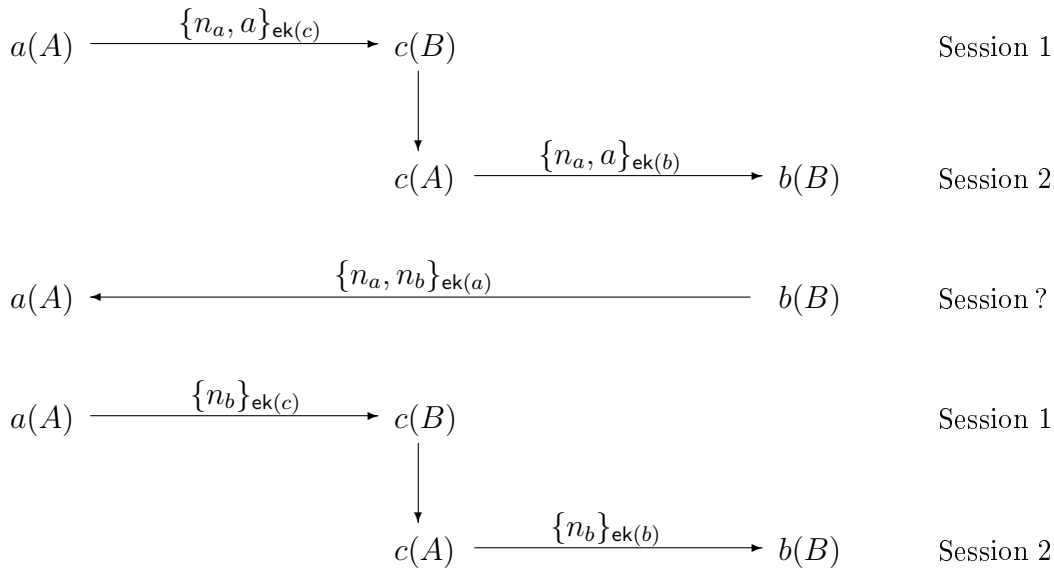 {n_a, a}_ek(c)
a(A) c(B) Session 1
{n_a, a}_ek(b)
c(A) b(B) Session 2
{n_a, n_b}_ek(a)
a(A) b(B) Session ?
{n_b}_ek(c)
a(A) c(B) Session 1
{n_b}_ek(b)
c(A) b(B) Session 2